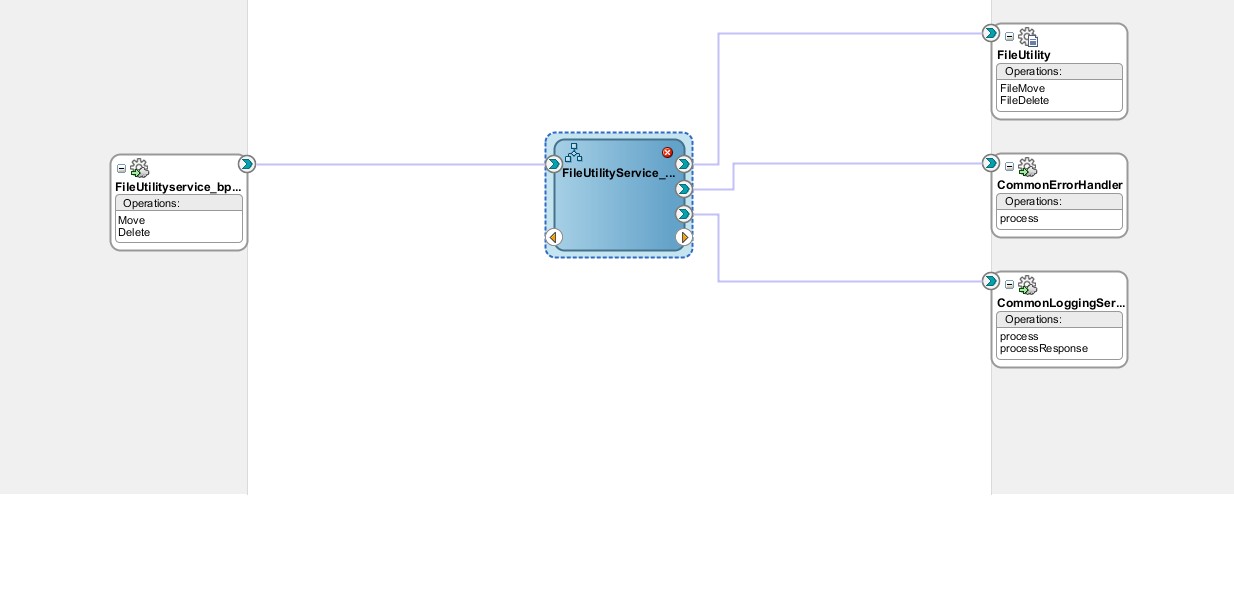 FileUtilityservice_bp...
Operations:
Move
Delete
FileUtilityService_...
FileUtility
Operations:
FileMove
FileDelete
CommonErrorHandler
Operations:
process
CommonLoggingSer...
Operations:
process
processResponse